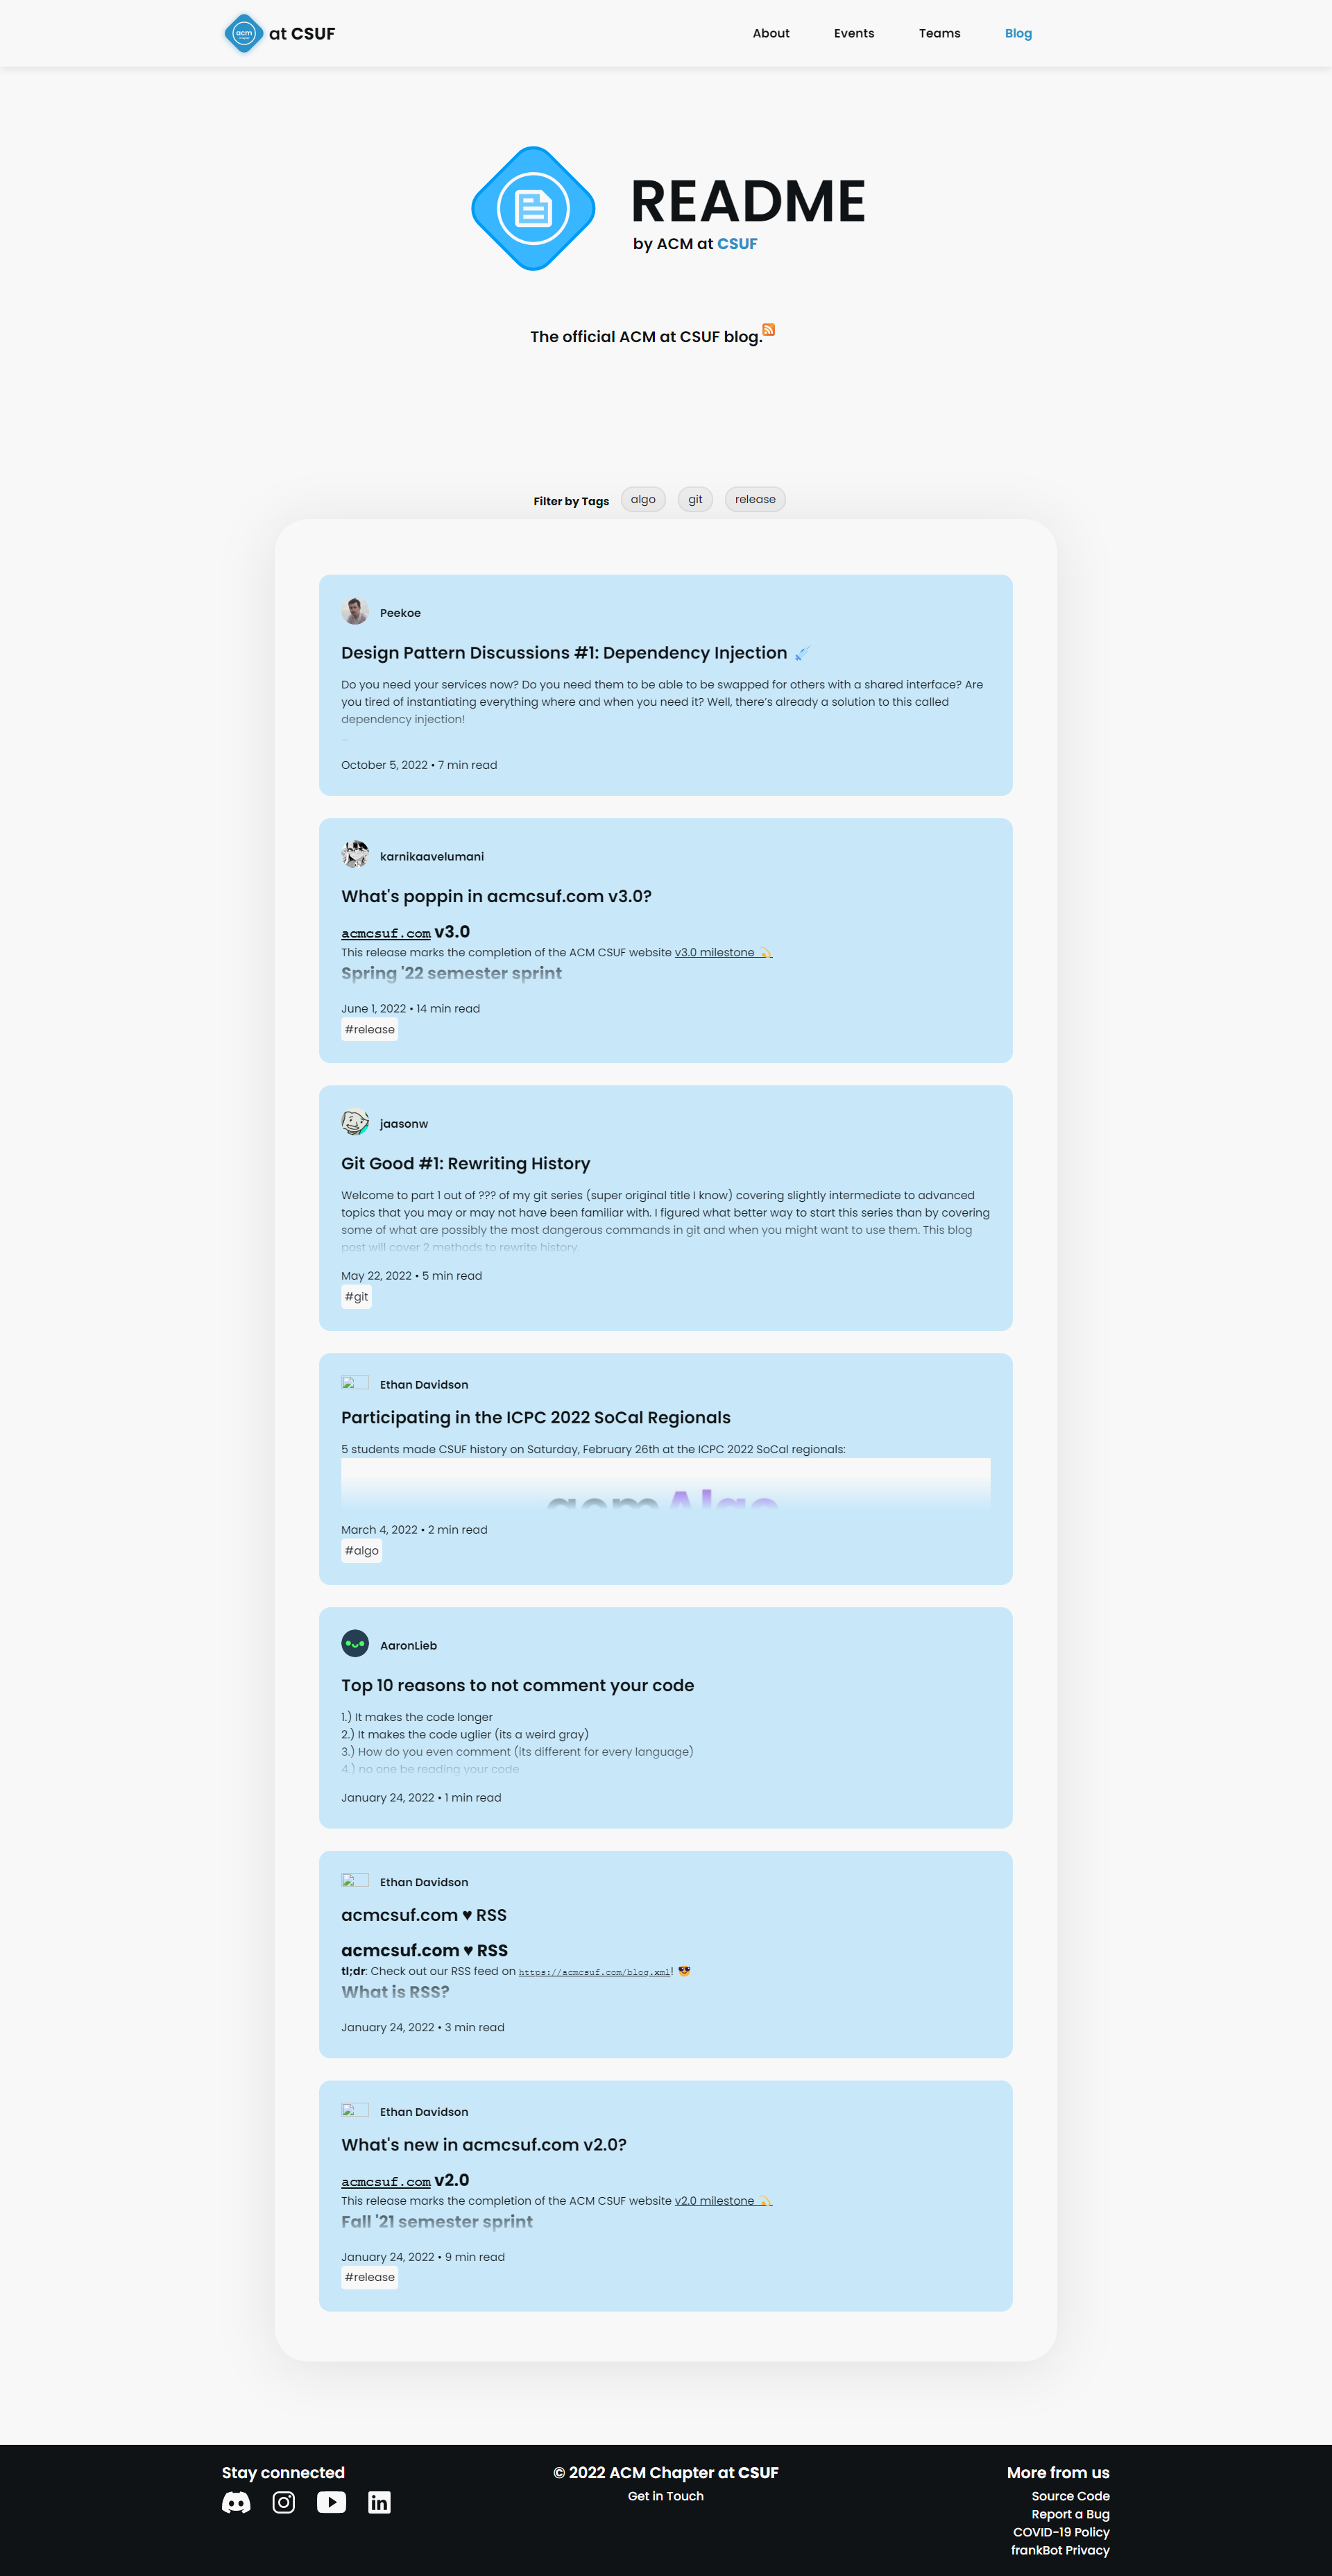 acm
at CSUF
About
Events
Teams
Blog
README
by ACM at CSUF
The official ACM at CSUF blog.
Filter by Tags
algo
git
release
Peekoe
Design Pattern Discussions #1: Dependency Injection
Do you need your services now? Do you need them to be able to be swapped for others with a shared interface? Are
you tired of instantiating everything where and when you need it? Well, there's already a solution to this called
dependency injection!
...
October 5, 2022 • 7 min read
karnikaavelumani
What's poppin in acmcsuf.com v3.0?
acmcsuf.com v3.0
This release marks the completion of the ACM CSUF website v3.0 milestone 💫
Spring '22 semester sprint
June 1, 2022 • 14 min read
#release
jaasonw
Git Good #1: Rewriting History
Welcome to part 1 out of ??? of my git series (super original title I know) covering slightly intermediate to advanced
topics that you may or may not have been familiar with. I figured what better way to start this series than by covering
some of what are possibly the most dangerous commands in git and when you might want to use them. This blog
post will cover 2 methods to rewrite history.
May 22, 2022 • 5 min read
#git
Ethan Davidson
Participating in the ICPC 2022 SoCal Regionals
5 students made CSUF history on Saturday, February 26th at the ICPC 2022 SoCal regionals:
acmAlgo
March 4, 2022 • 2 min read
#algo
AaronLieb
Top 10 reasons to not comment your code
1.) It makes the code longer
2.) It makes the code uglier (its a weird gray)
3.) How do you even comment (its different for every language)
4.) no one be reading your code
January 24, 2022 • 1 min read
Ethan Davidson
acmcsuf.com ♥ RSS
acmcsuf.com ♥ RSS
tl;dr: Check out our RSS feed on https://acmcsuf.com/blog.xml! 😎
What is RSS?
January 24, 2022 • 3 min read
Ethan Davidson
What's new in acmcsuf.com v2.0?
acmcsuf.com v2.0
This release marks the completion of the ACM CSUF website v2.0 milestone 💫
Fall '21 semester sprint
January 24, 2022 • 9 min read
#release
Stay connected
© 2022 ACM Chapter at CSUF
Get in Touch
More from us
Source Code
Report a Bug
COVID-19 Policy
frankBot Privacy